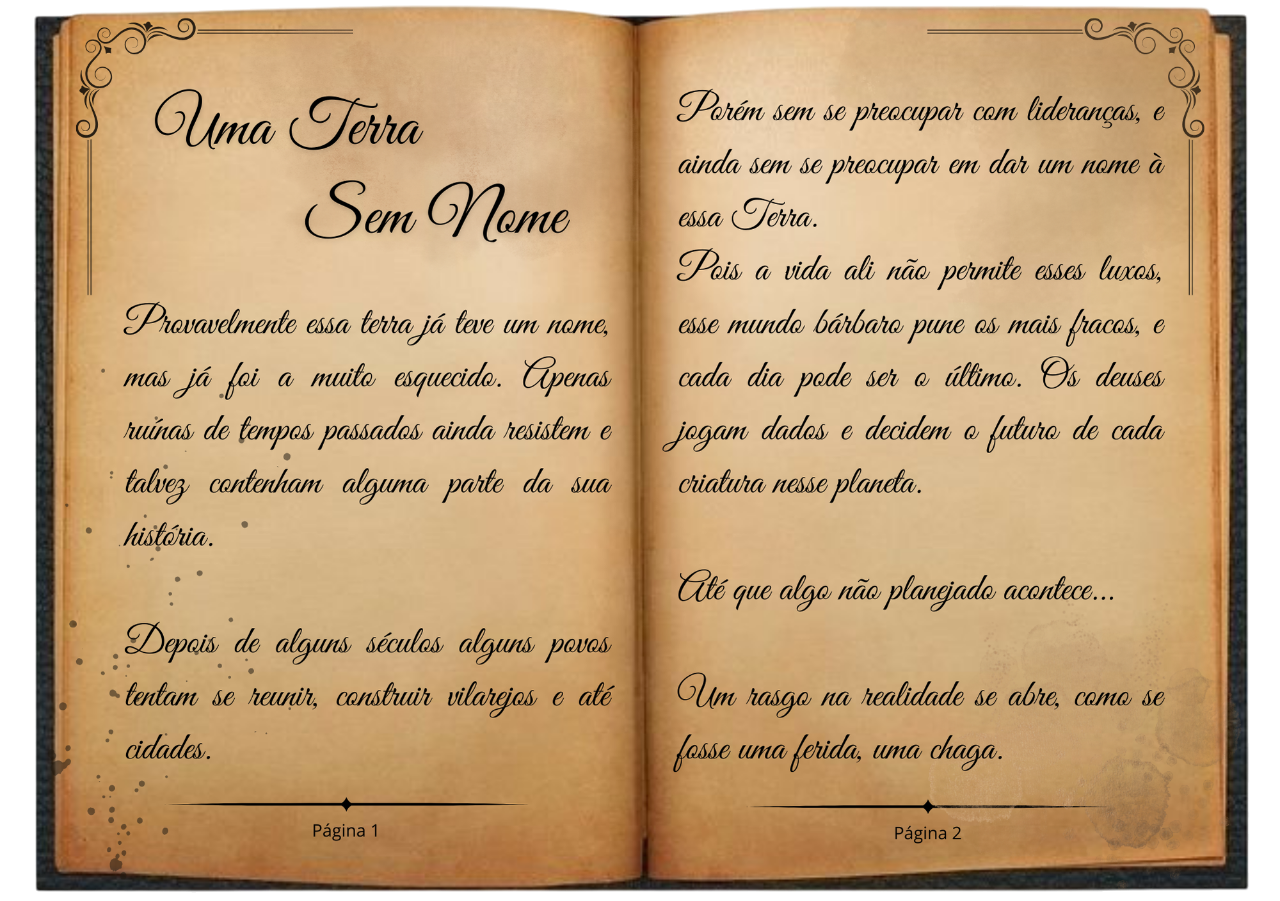 Uma Terra
Sem Nome
Provavelmente essa terra já teve um nome,
mas já foi a muito esquecido. Apenas
ruínas de tempos passados ainda resistem e
talvez contenham alguma parte da sua
história.
Depois de alguns séculos alguns povos
tentam se reunir, construir vilarejos e até
cidades.
Página 1
Porém sem se preocupar com lideranças, e
ainda sem se preocupar em dar um nome à
essa Terra.
Pois a vida ali não permite esses luxos,
esse mundo bárbaro pune os mais fracos, e
cada dia pode ser o último. Os deuses
jogam dados e decidem o futuro de cada
criatura nesse planeta.
Até que algo não planejado acontece...
Um rasgo na realidade se abre, como se
fosse uma ferida, uma chaga.
Página 2